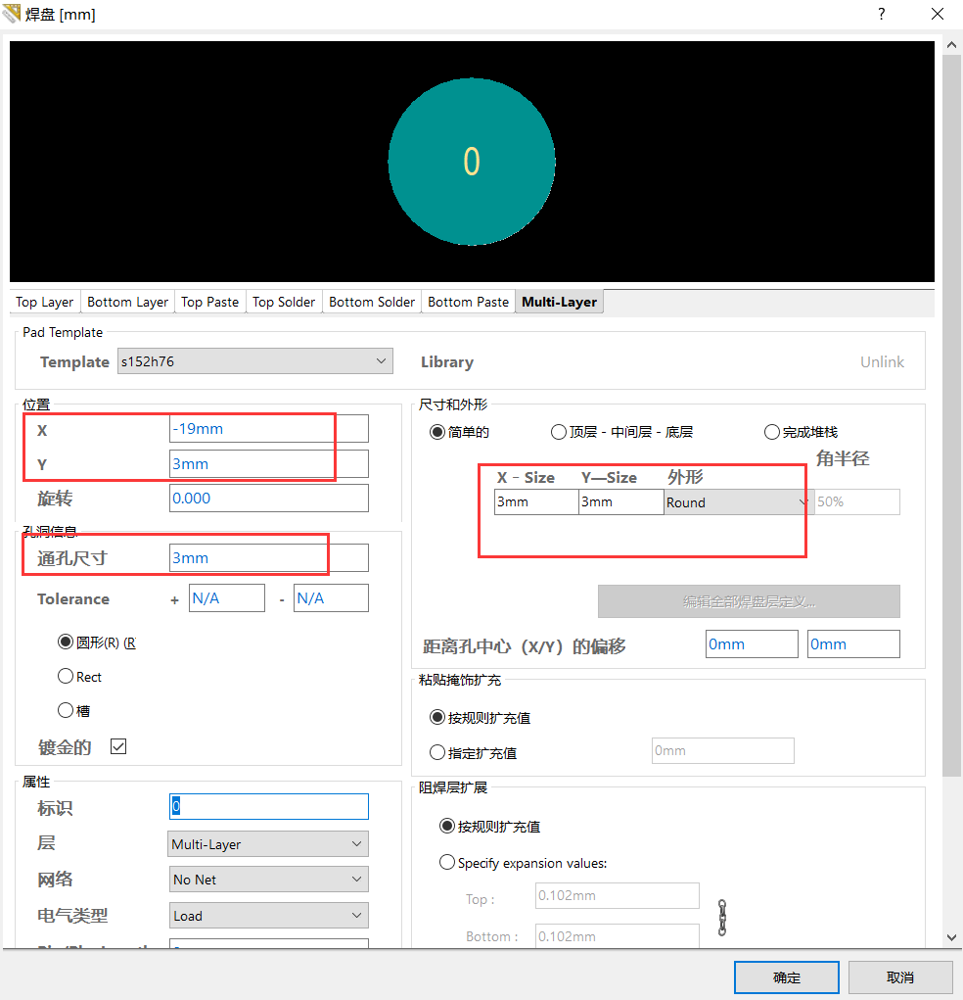 焊盘 [mm]
?
0
Top Layer Bottom Layer Top Paste Top Solder Bottom Solder Bottom Paste Multi-Layer
Pad Template
Template s152h76 Library Unlink
位置
X -19mm
Y 3mm
旋转 0.000
孔洞信息
通孔尺寸 3mm
Tolerance + N/A - N/A
圆形(R) (R
Rect
槽
镀金的
属性
标识 0
层 Multi-Layer
网络 No Net
电气类型 Load
尺寸和外形
简单的 顶层 - 中间层 - 底层 完成堆栈
角半径
X - Size Y—Size 外形
3mm 3mm Round 50%
编辑全部焊盘层定义...
距离孔中心（X/Y）的偏移 0mm 0mm
粘贴掩饰扩充
按规则扩充值
指定扩充值 0mm
阻焊层扩展
按规则扩充值
Specify expansion values:
Top : 0.102mm
Bottom : 0.102mm
确定 取消